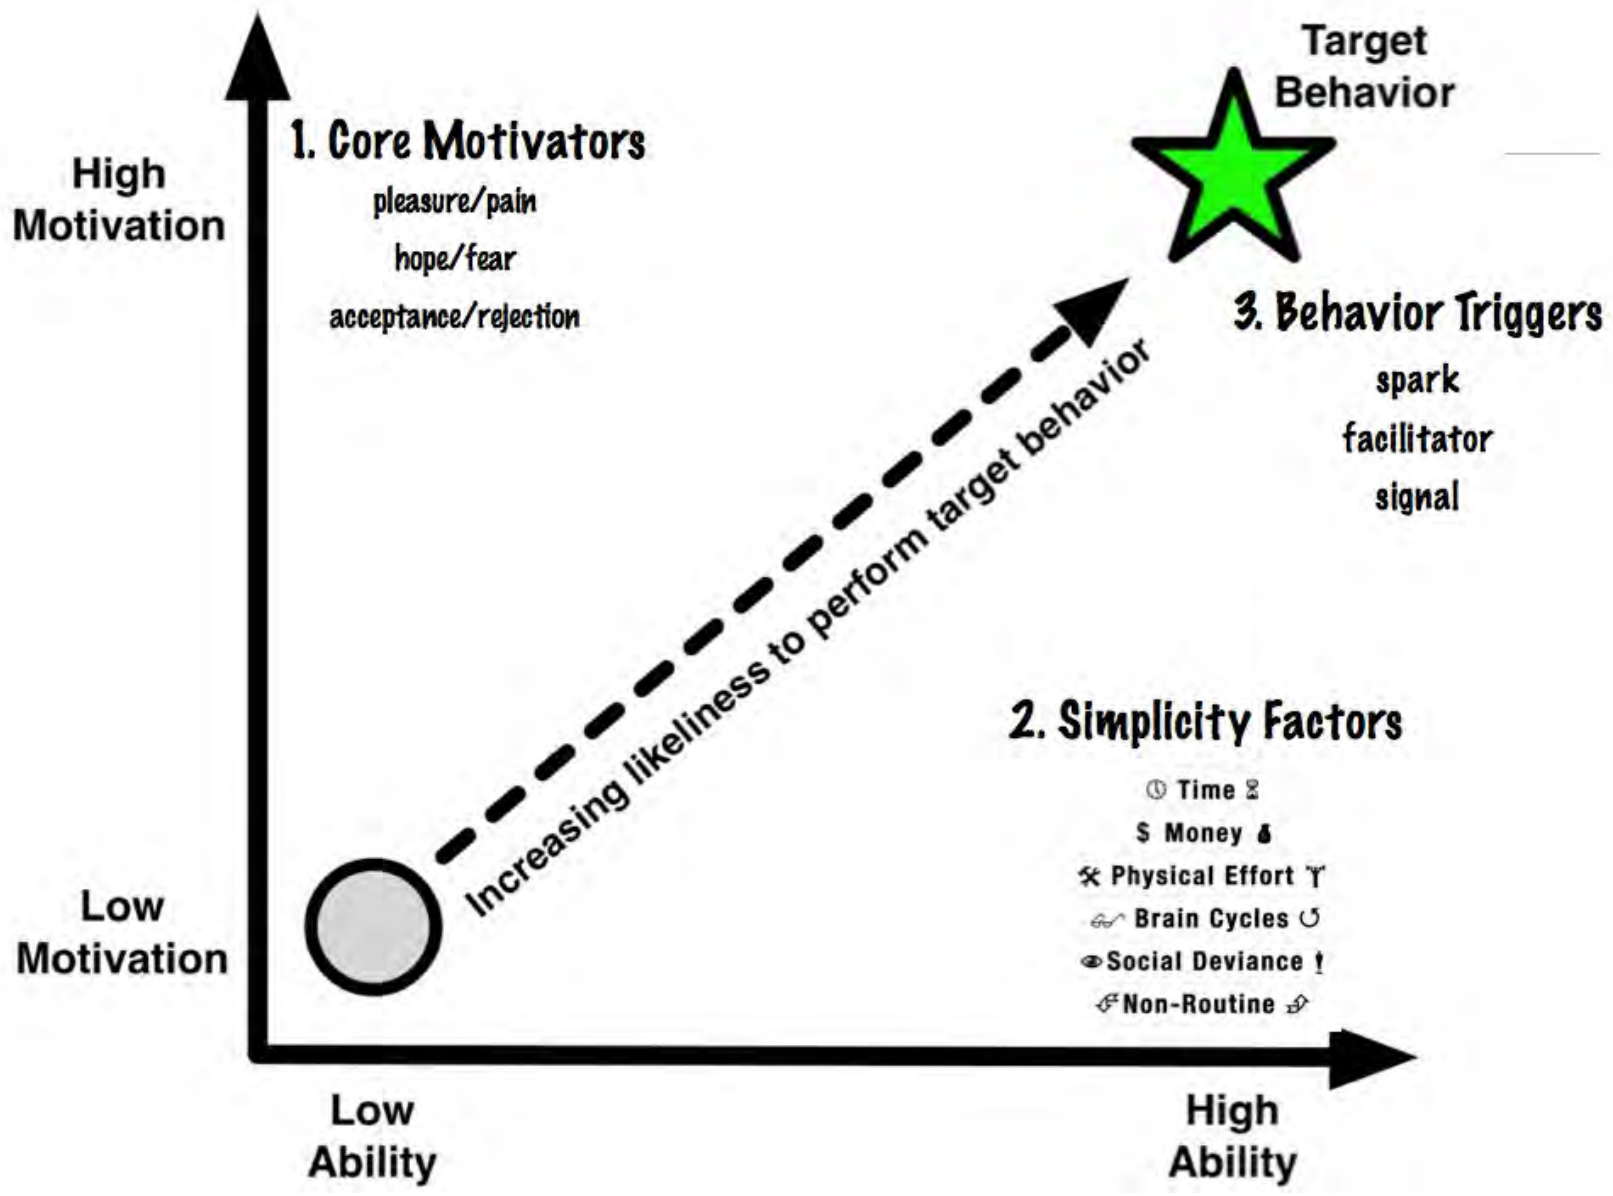 Target
Behavior
1. Core Motivators
pleasure/pain
hope/fear
acceptance/rejection
High
Motivation
3. Behavior Triggers
spark
facilitator
signal
Increasing likeliness to perform target behavior
2. Simplicity Factors
Time
$ Money
Physical Effort
Brain Cycles
Social Deviance
Non-Routine
Low
Motivation
Low
Ability
High
Ability